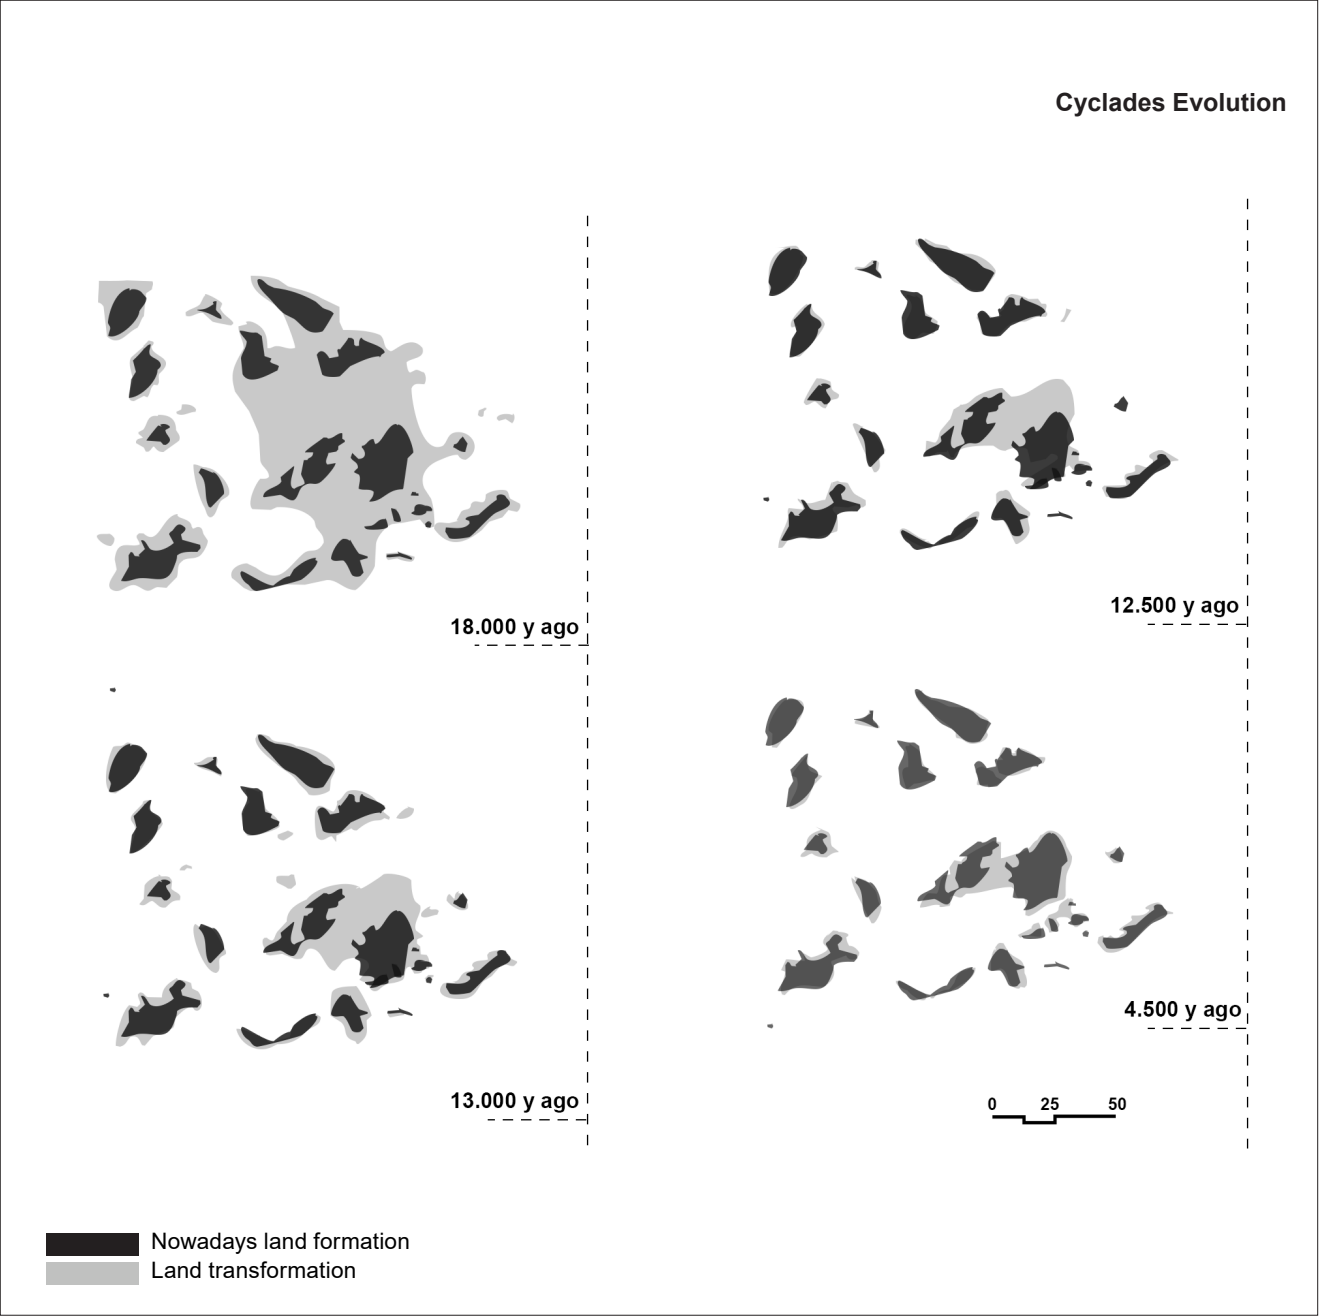 Cyclades Evolution
18.000 y ago
12.500 y ago
13.000 y ago
4.500 y ago
0 25 50
Nowadays land formation
Land transformation